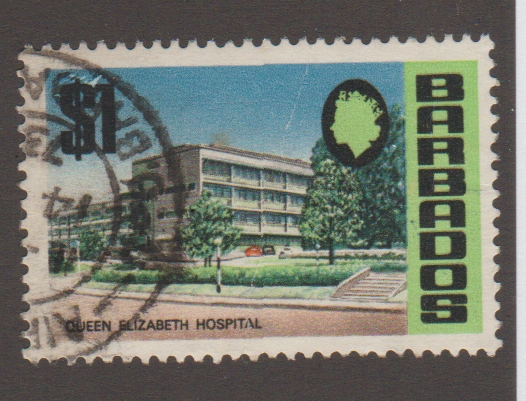 $1
BARBADOS
QUEEN ELIZABETH HOSPITAL